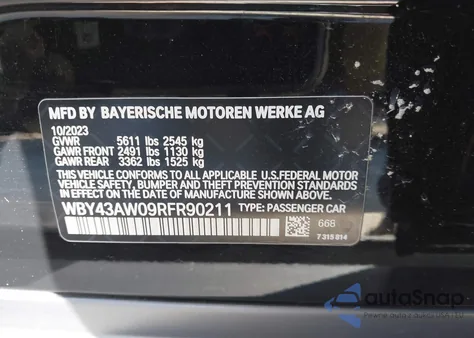 MFD BY BAYERISCHE MOTOREN WERKE AG
10/2023
GVWR 5611 lbs 2545 kg
GAWR FRONT 2491 lbs 1130 kg
GAWR REAR 3362 lbs 1525 kg
THIS VEHICLE CONFORMS TO ALL APPLICABLE U.S.FEDERAL MOTOR
VEHICLE SAFETY, BUMPER, AND THEFT PREVENTION STANDARDS IN
EFFECT ON THE DATE OF MANUFACTURE SHOWN ABOVE.
WBY43AW09RFR90211 TYPE: PASSENGER CAR
668
7 315 814
autoSnap